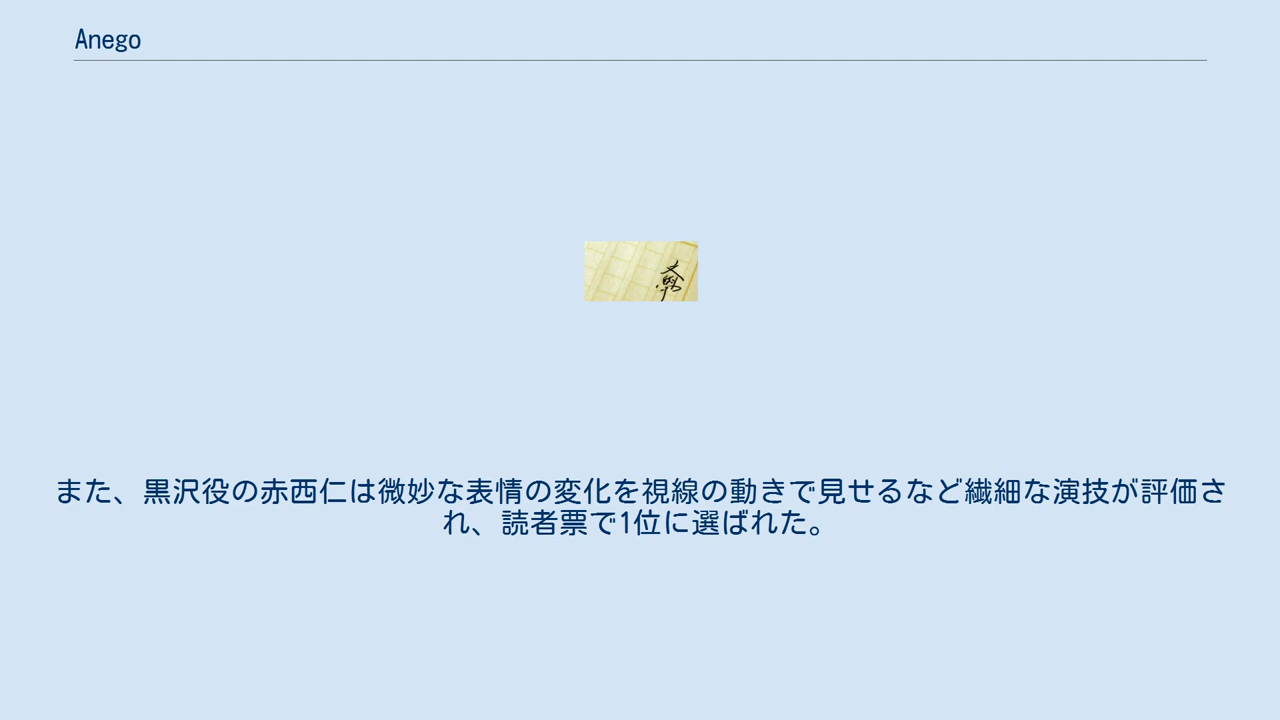 Anego
また、黒沢役の赤西仁は微妙な表情の変化を視線の動きで見せるなど繊細な演技が評価さ
れ、読者票で1位に選ばれた。